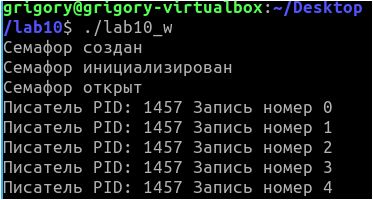 grigory@grigory-virtualbox:~/Desktop
/lab10$ ./lab10_w
Семафор создан
Семафор инициализирован
Семафор открыт
Писатель PID: 1457 Запись номер 0
Писатель PID: 1457 Запись номер 1
Писатель PID: 1457 Запись номер 2
Писатель PID: 1457 Запись номер 3
Писатель PID: 1457 Запись номер 4